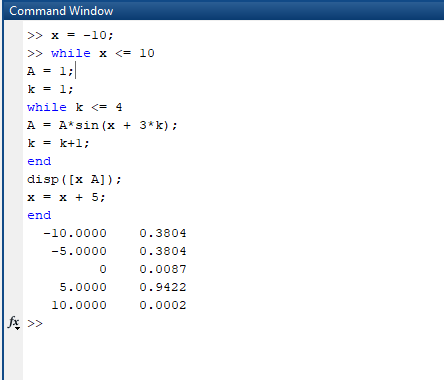 Command Window
>> x = -10;
>> while x <= 10
A = 1;
k = 1;
while k <= 4
A = A*sin(x + 3*k);
k = k+1;
end
disp([x A]);
x = x + 5;
end
-10.0000 0.3804
-5.0000 0.3804
0 0.0087
5.0000 0.9422
10.0000 0.0002
fx >>